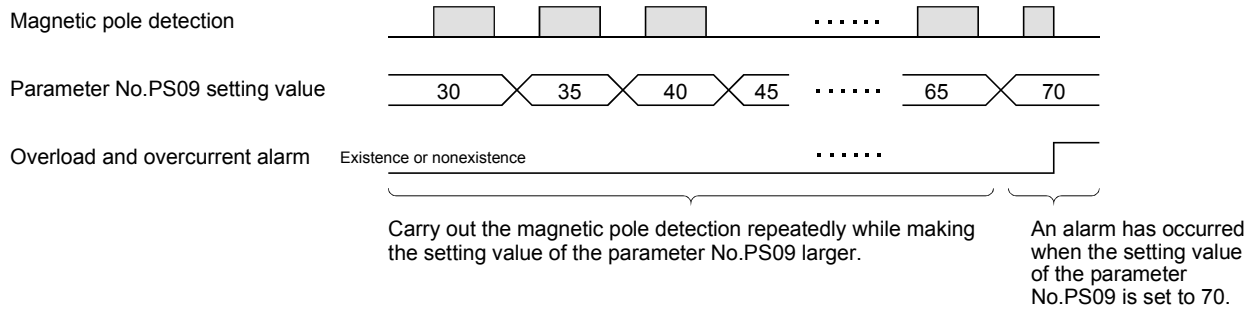 Magnetic pole detection
Parameter No.PS09 setting value
30 35 40 45 ...... 65 70
Overload and overcurrent alarm
Existence or nonexistence
Carry out the magnetic pole detection repeatedly while making
the setting value of the parameter No.PS09 larger.
An alarm has occurred
when the setting value
of the parameter
No.PS09 is set to 70.